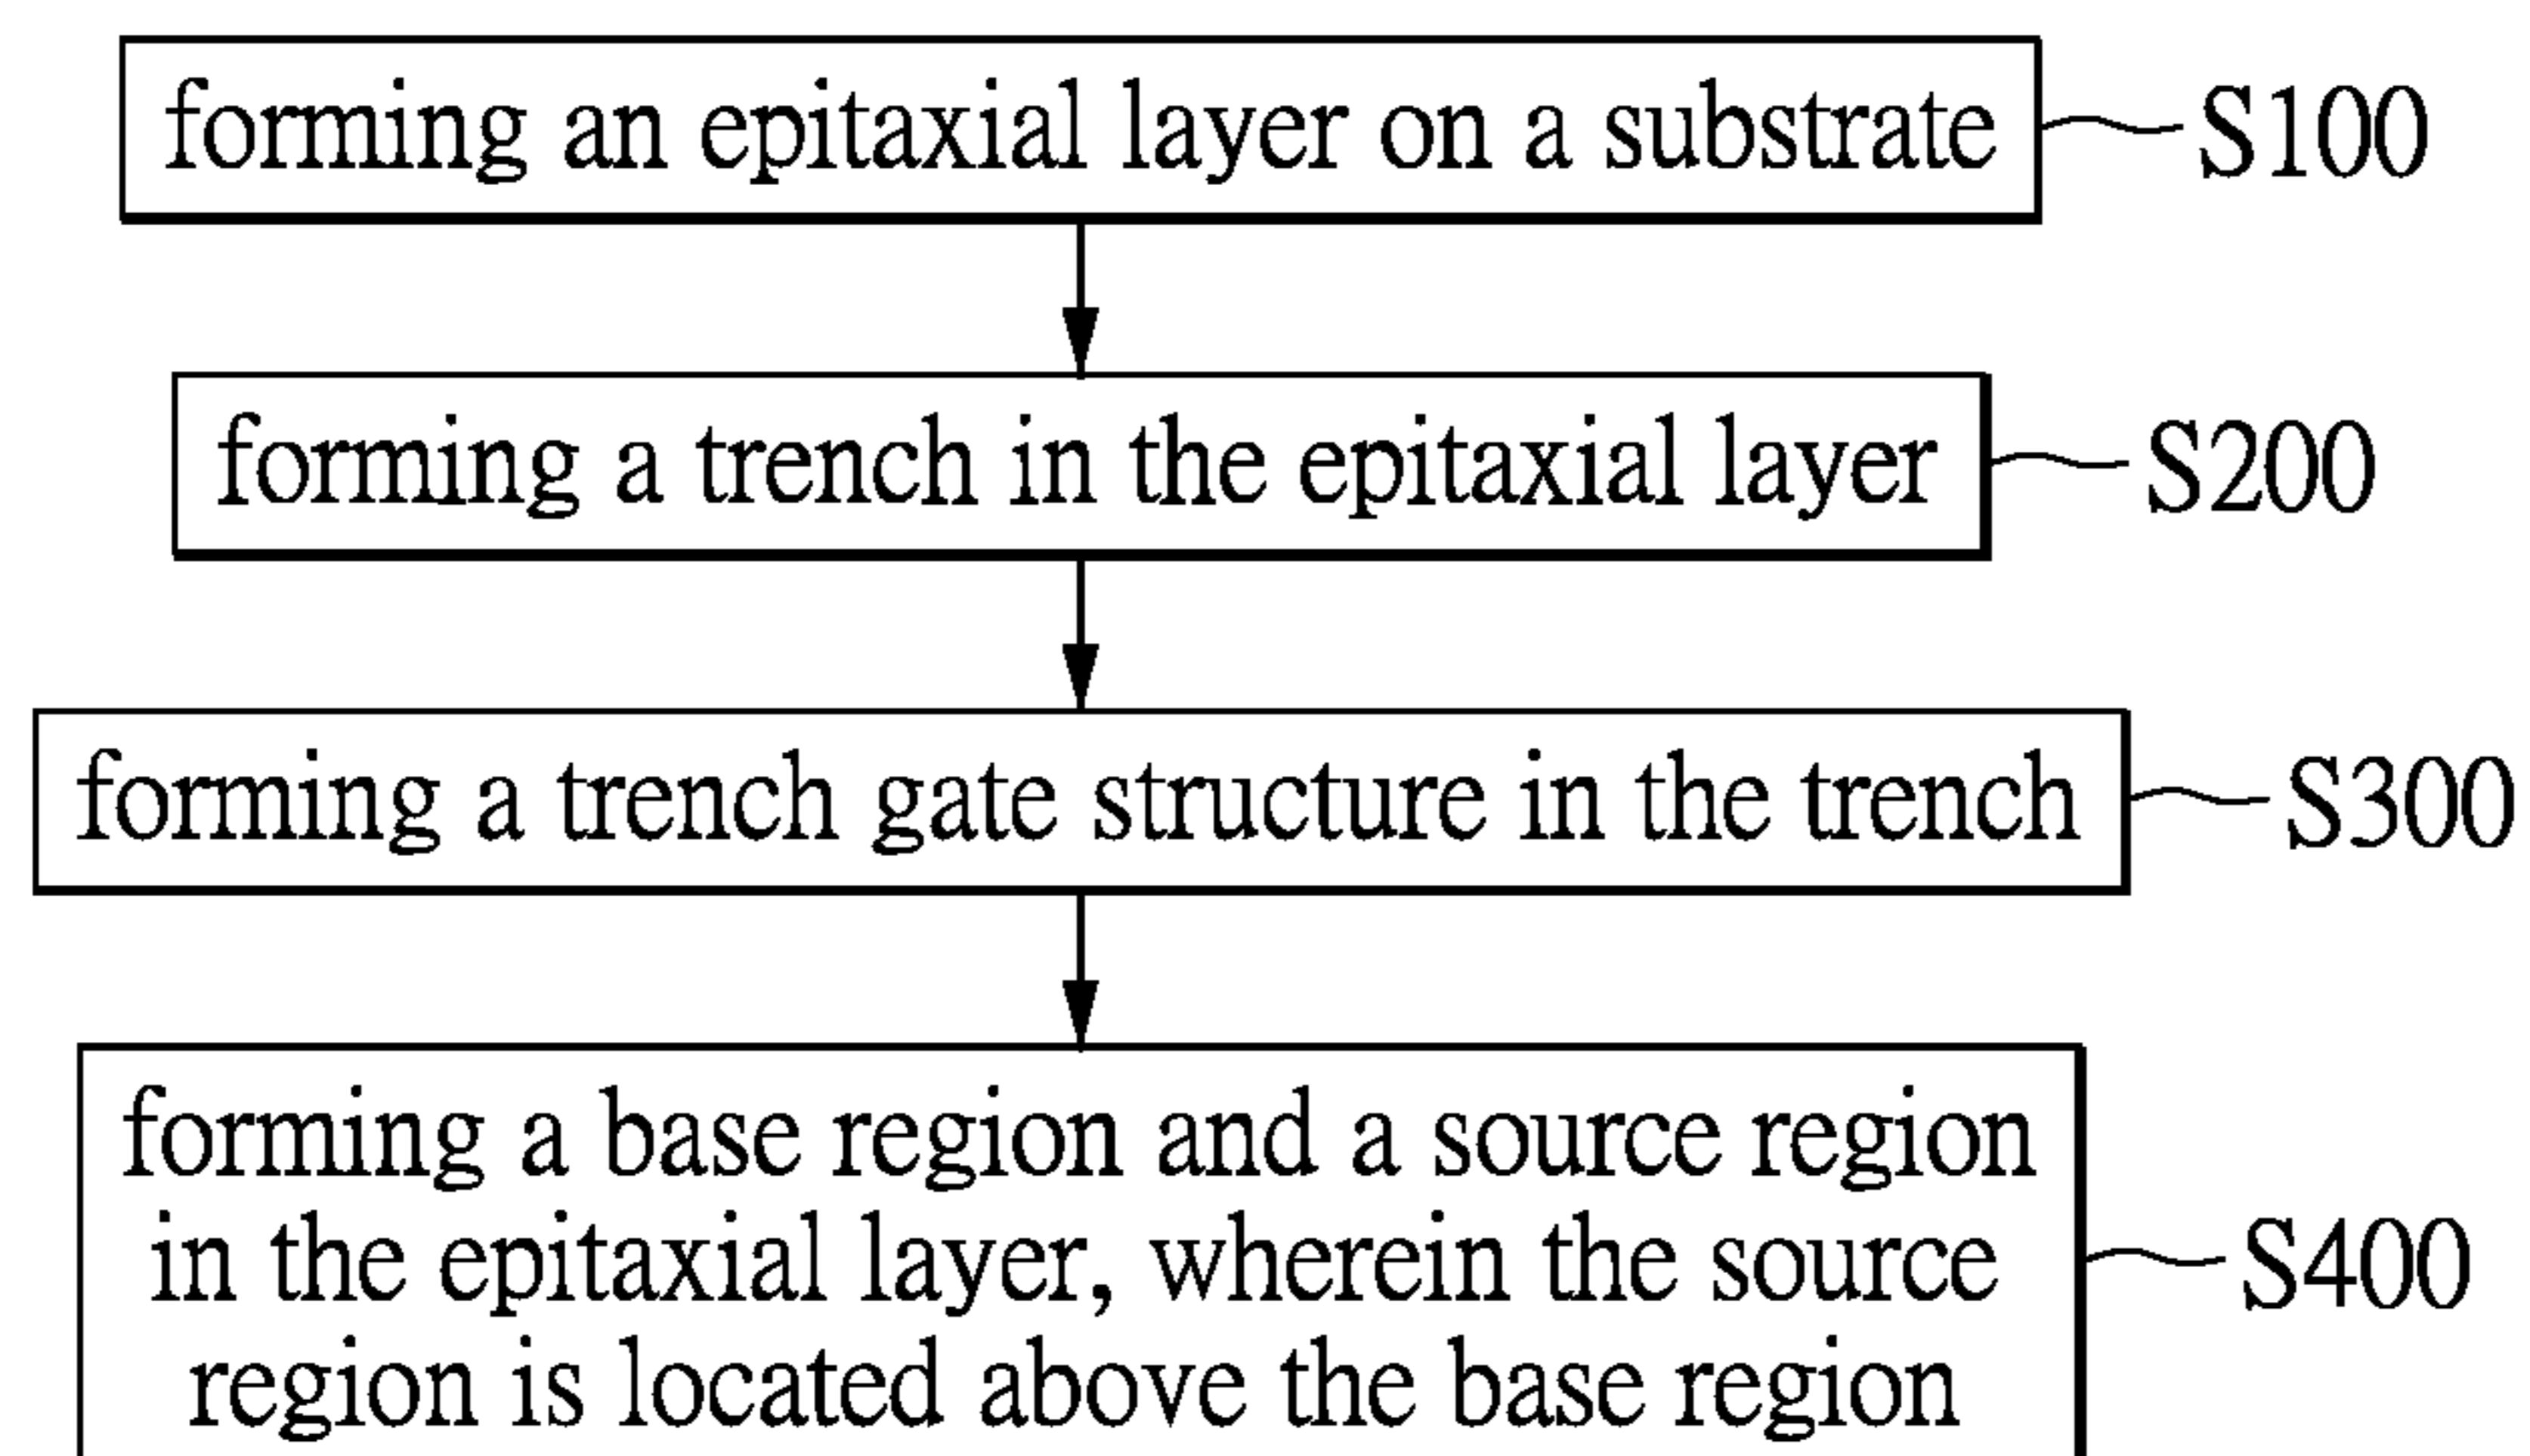 forming an epitaxial layer on a substrate S100
forming a trench in the epitaxial layer S200
forming a trench gate structure in the trench S300
forming a base region and a source region
in the epitaxial layer, wherein the source S400
region is located above the base region